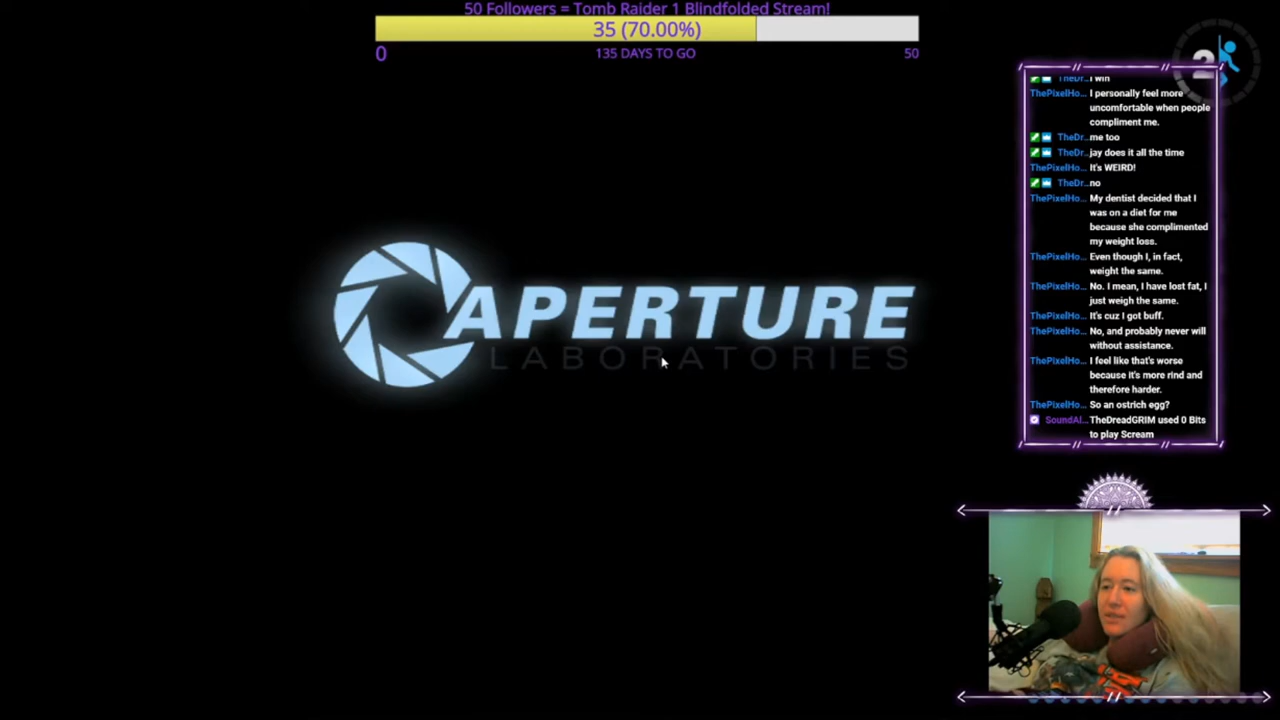 50 Followers = Tomb Raider 1 Blindfolded Stream!
35 (70.00%)
0
135 DAYS TO GO
50
2
TheDr... I win
ThePixelHo... I personally feel more
uncomfortable when people
compliment me.
TheDr... me too
TheDr... jay does it all the time
ThePixelHo... It's WEIRD!
TheDr... no
ThePixelHo... My dentist decided that I
was on a diet for me
because she complimented
my weight loss.
ThePixelHo... Even though I, in fact,
weight the same.
ThePixelHo... No. I mean, I have lost fat, I
just weigh the same.
ThePixelHo... It's cuz I got buff.
ThePixelHo... No, and probably never will
without assistance.
ThePixelHo... I feel like that's worse
because it's more rind and
therefore harder.
ThePixelHo... So an ostrich egg?
SoundAl... TheDreadGRIM used 0 Bits
to play Scream
APERTURE
LABORATORIES